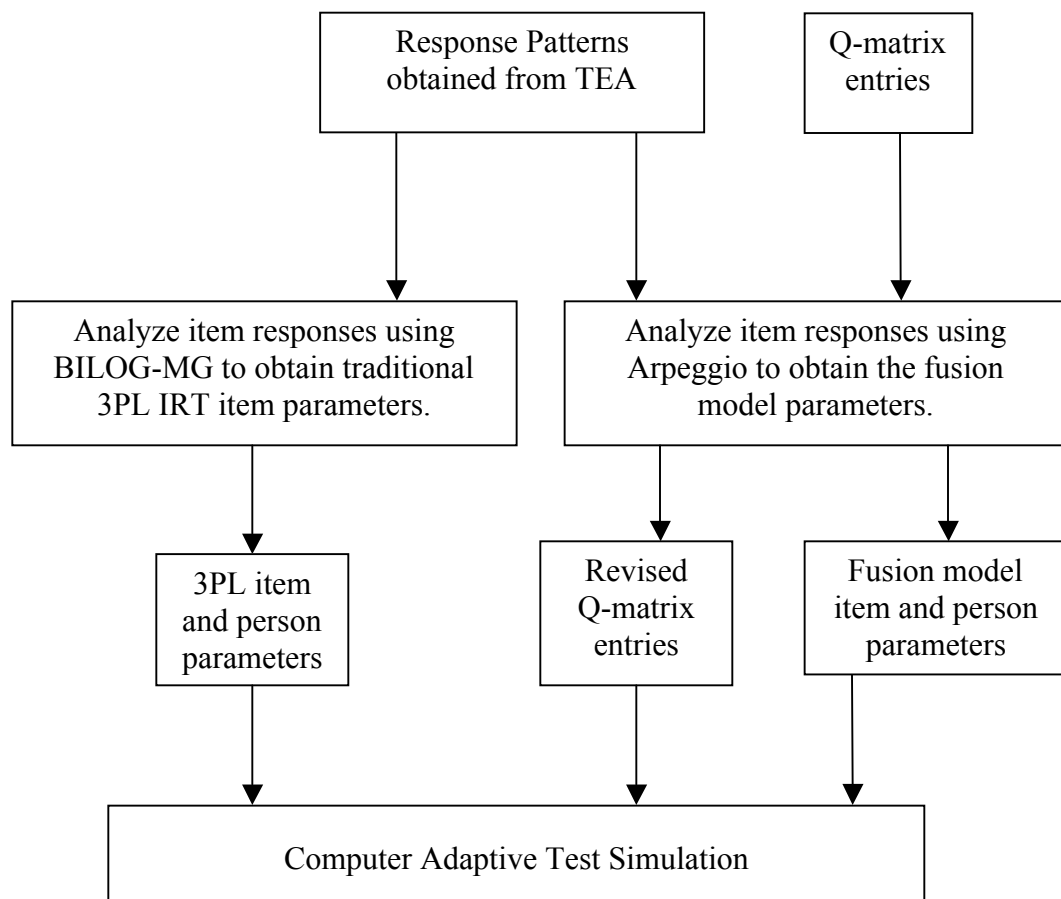 Response Patterns
obtained from TEA
Q-matrix
entries
Analyze item responses using
BILOG-MG to obtain traditional
3PL IRT item parameters.
Analyze item responses using
Arpeggio to obtain the fusion
model parameters.
3PL item
and person
parameters
Revised
Q-matrix
entries
Fusion model
item and person
parameters
Computer Adaptive Test Simulation